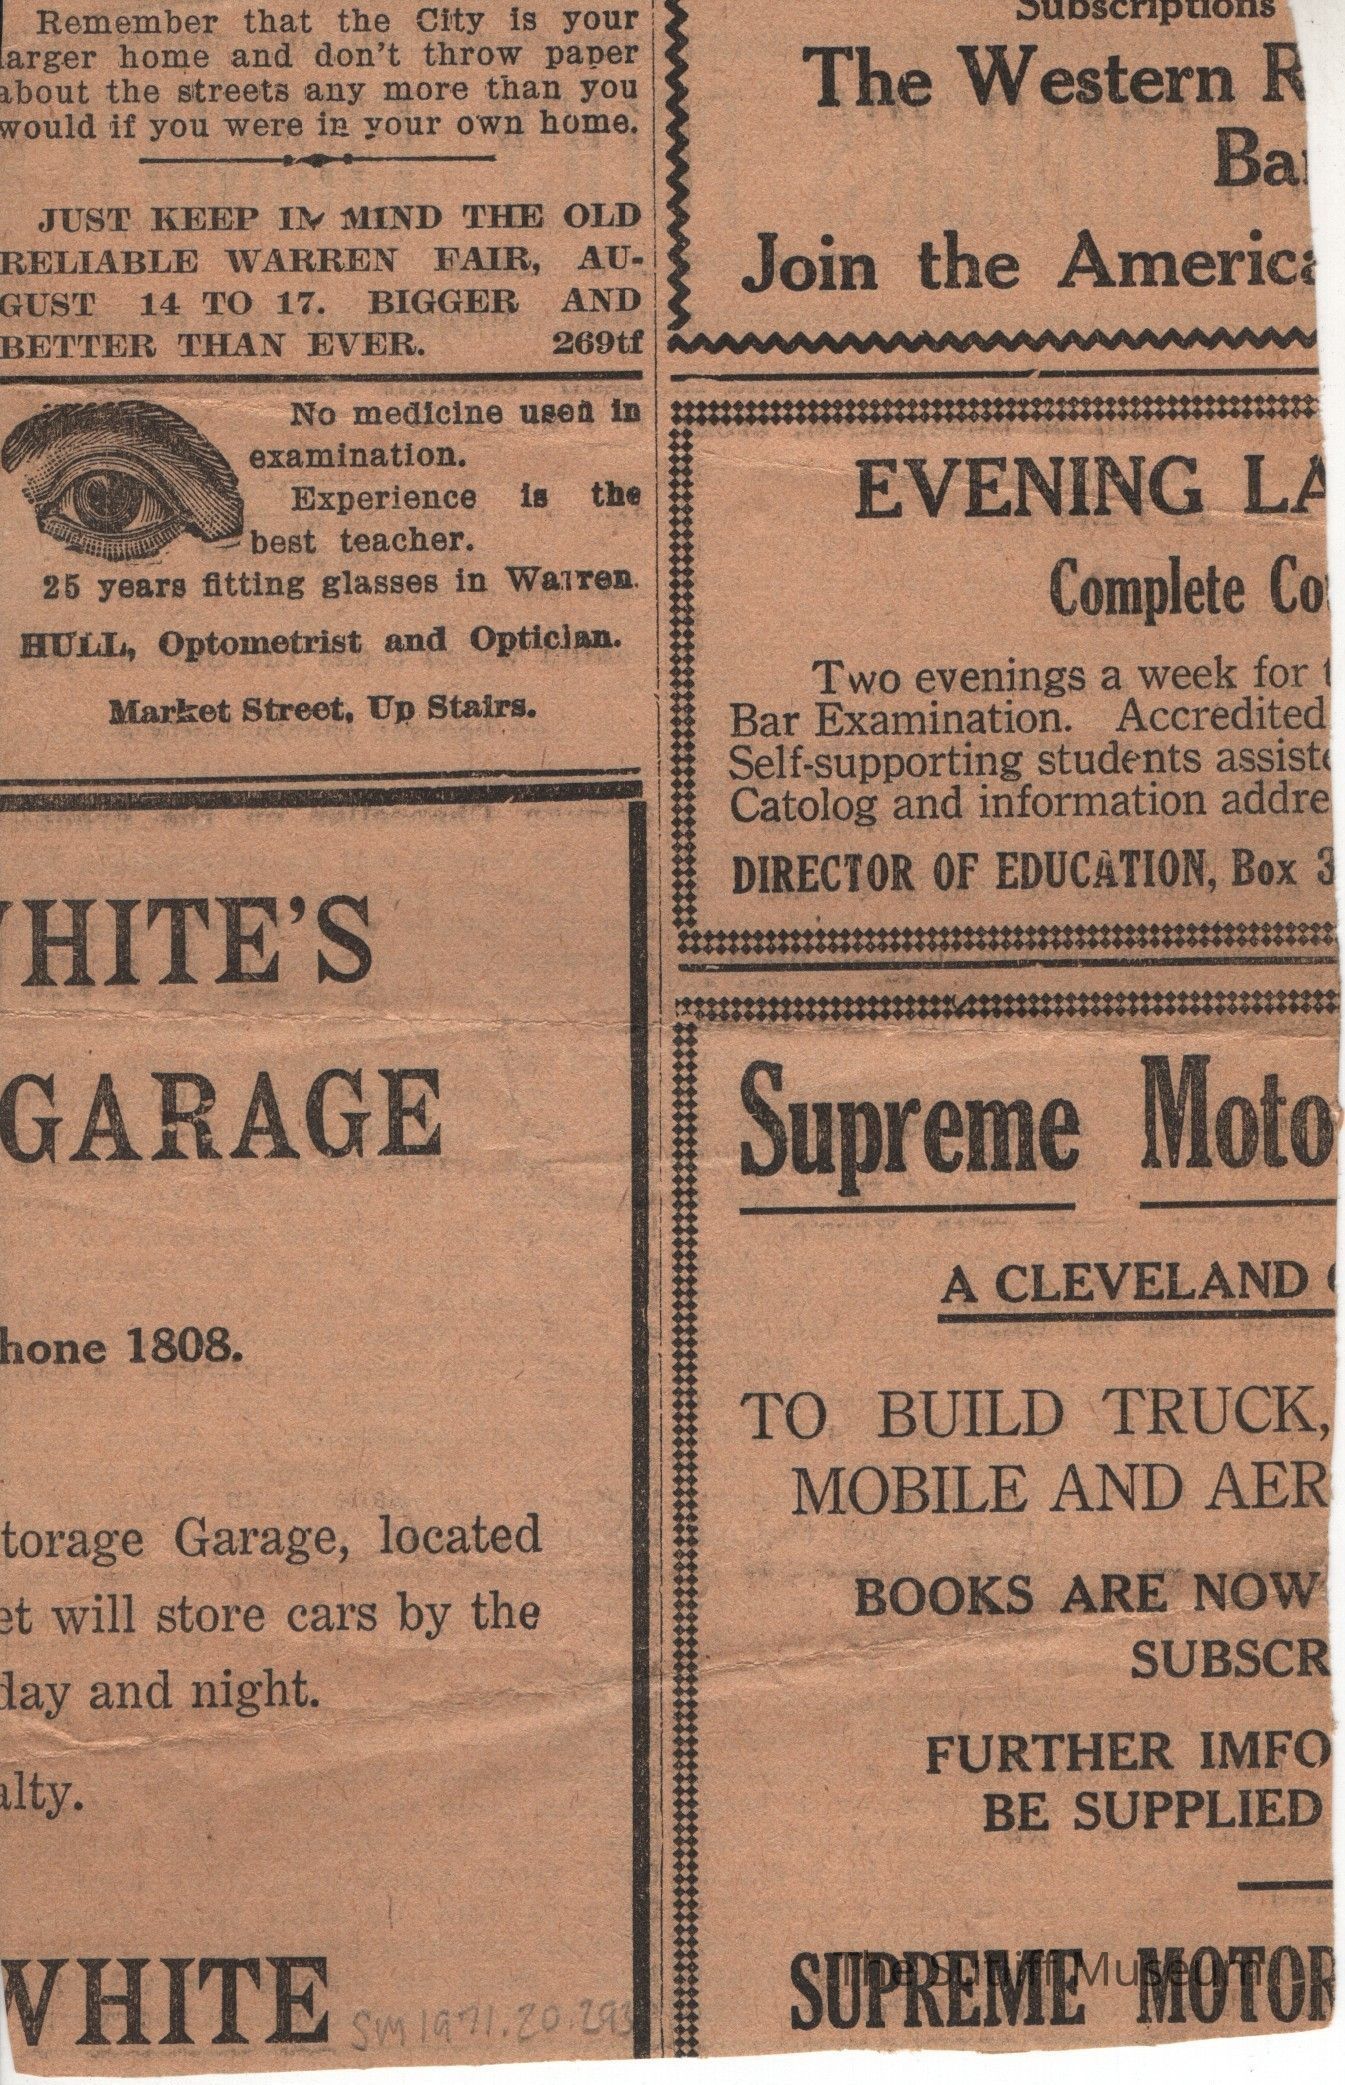 Remember that the City is your
larger home and don't throw paper
about the streets any more than you
would if you were in your own home.
JUST KEEP IN MIND THE OLD
RELIABLE WARREN FAIR, AU-
GUST 14 TO 17. BIGGER AND
BETTER THAN EVER. 269tf
No medicine used in
examination.
Experience is the
best teacher.
25 years fitting glasses in Warren.
HULL, Optometrist and Optician.
Market Street, Up Stairs.
HITE'S
GARAGE
hone 1808.
torage Garage, located
et will store cars by the
day and night.
alty.
WHITE
SM1971.20.293
Subscriptions
The Western R
Ba
Join the America
EVENING LA
Complete Co
Two evenings a week for t
Bar Examination. Accredited
Self-supporting students assiste
Catolog and information addre
DIRECTOR OF EDUCATION, Box 3
Supreme Moto
A CLEVELAND
TO BUILD TRUCK,
MOBILE AND AER
BOOKS ARE NOW
SUBSCR
FURTHER IMFO
BE SUPPLIED
SUPREME MOTOR
The Sutliff Museum